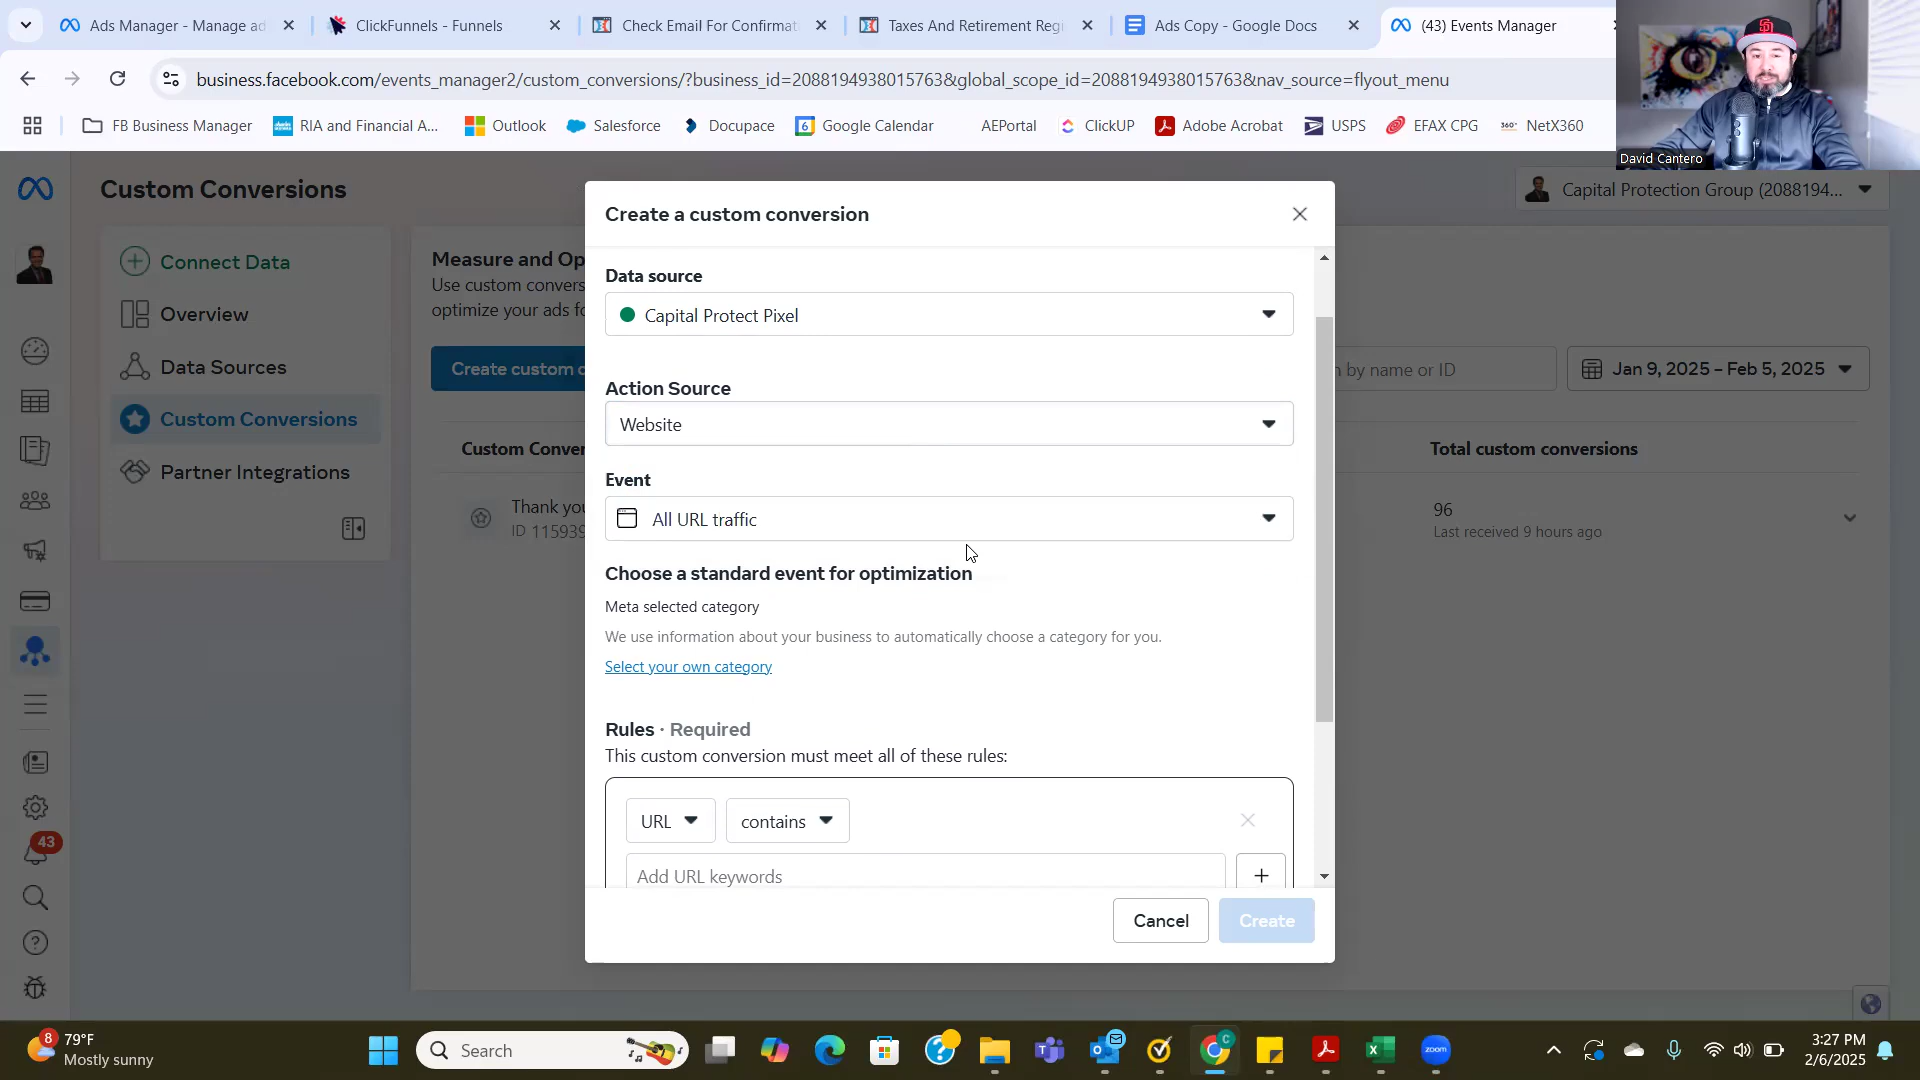 Ads Manager - Manage ad
ClickFunnels - Funnels
Check Email For Confirmat
Taxes And Retirement Reg
Ads Copy - Google Docs
(43) Events Manager
business.facebook.com/events_manager2/custom_conversions/?business_id=2088194938015763&global_scope_id=2088194938015763&nav_source=flyout_menu
FB Business Manager
RIA and Financial A...
Outlook
Salesforce
Docupace
6
Google Calendar
AEPortal
ClickUP
Adobe Acrobat
USPS
EFAX CPG
360°
NetX360
David Cantero
Custom Conversions
Capital Protection Group (2088194...
Connect Data
Overview
Data Sources
Custom Conversions
Partner Integrations
Measure and Op
Use custom convers
optimize your ads fo
Create custom c
n by name or ID
Jan 9, 2025 – Feb 5, 2025
Custom Conver
Total custom conversions
Thank you
ID 115939
96
Last received 9 hours ago
Create a custom conversion
Data source
Capital Protect Pixel
Action Source
Website
Event
All URL traffic
Choose a standard event for optimization
Meta selected category
We use information about your business to automatically choose a category for you.
Select your own category
Rules · Required
This custom conversion must meet all of these rules:
URL
contains
Add URL keywords
+
Cancel
Create
43
8
79°F
Mostly sunny
Search
C
zoom
3:27 PM
2/6/2025